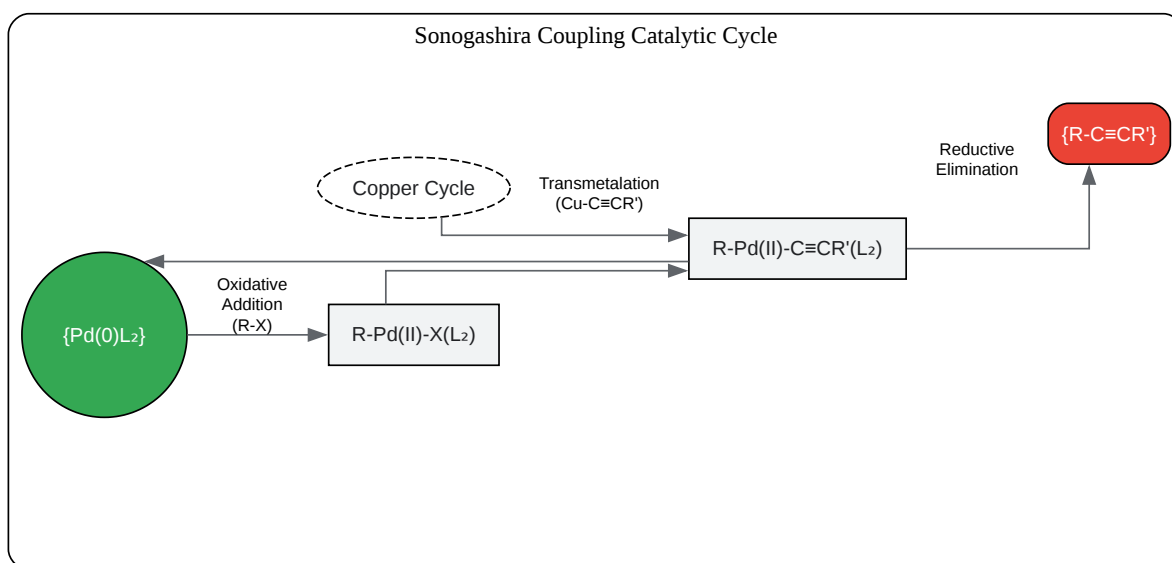 Sonogashira Coupling Catalytic Cycle
{R-C≡CR'}
Reductive
Elimination
Copper Cycle
Transmetalation
(Cu-C≡CR')
R-Pd(II)-C≡CR'(L₂)
Oxidative
Addition
(R-X)
{Pd(0)L₂}
R-Pd(II)-X(L₂)